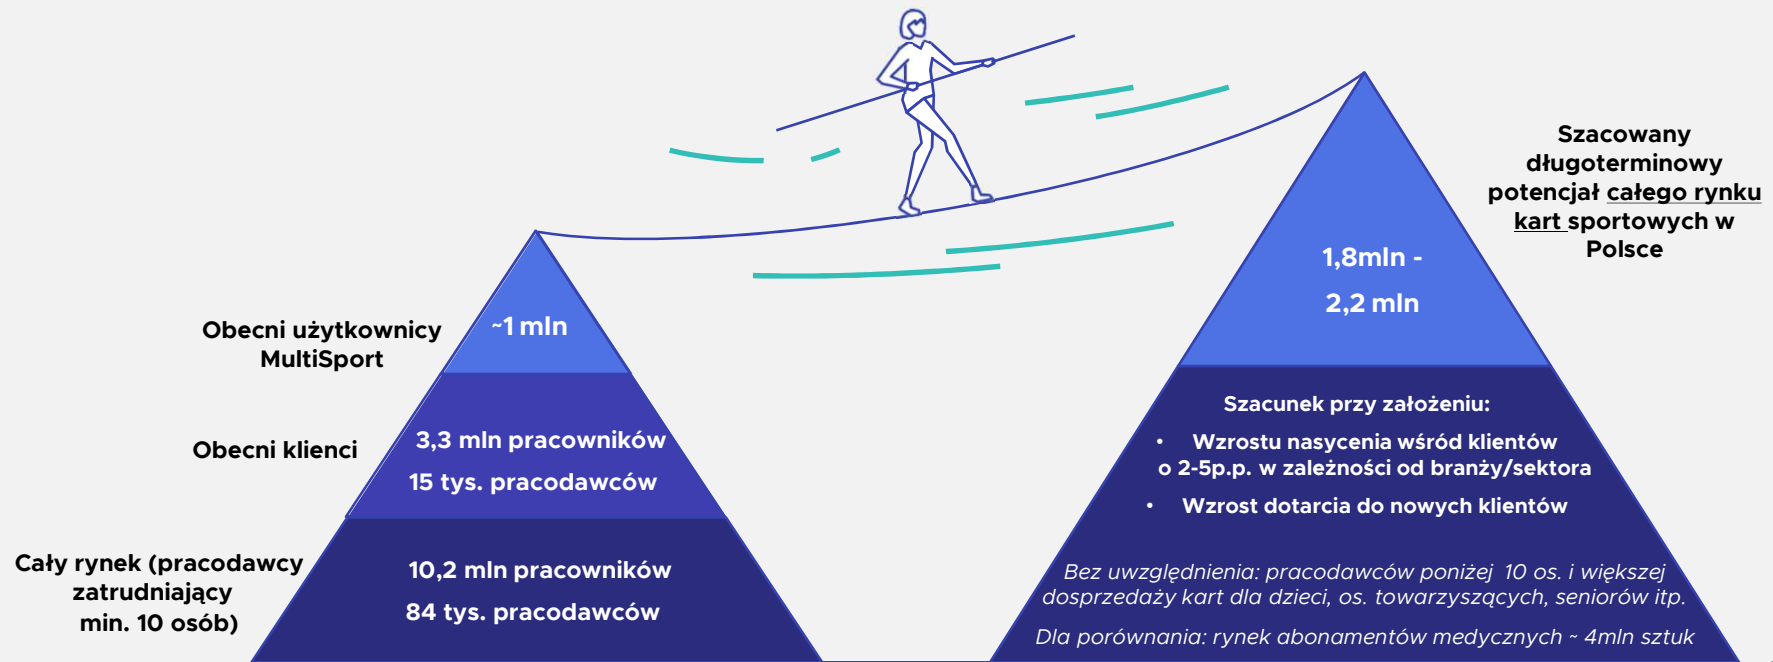 Obecni użytkownicy
MultiSport
~1 mln
Obecni klienci
3,3 mln pracowników
15 tys. pracodawców
Cały rynek (pracodawcy
zatrudniający
min. 10 osób)
10,2 mln pracowników
84 tys. pracodawców
Szacowany
długoterminowy
potencjał całego rynku
kart sportowych w
Polsce
1,8mln -
2,2 mln
Szacunek przy założeniu:
• Wzrostu nasycenia wśród klientów
o 2-5p.p. w zależności od branży/sektora
• Wzrost dotarcia do nowych klientów
Bez uwzględnienia: pracodawców poniżej 10 os. i większej
dosprzedaży kart dla dzieci, os. towarzyszących, seniorów itp.
Dla porównania: rynek abonamentów medycznych ~ 4mln sztuk